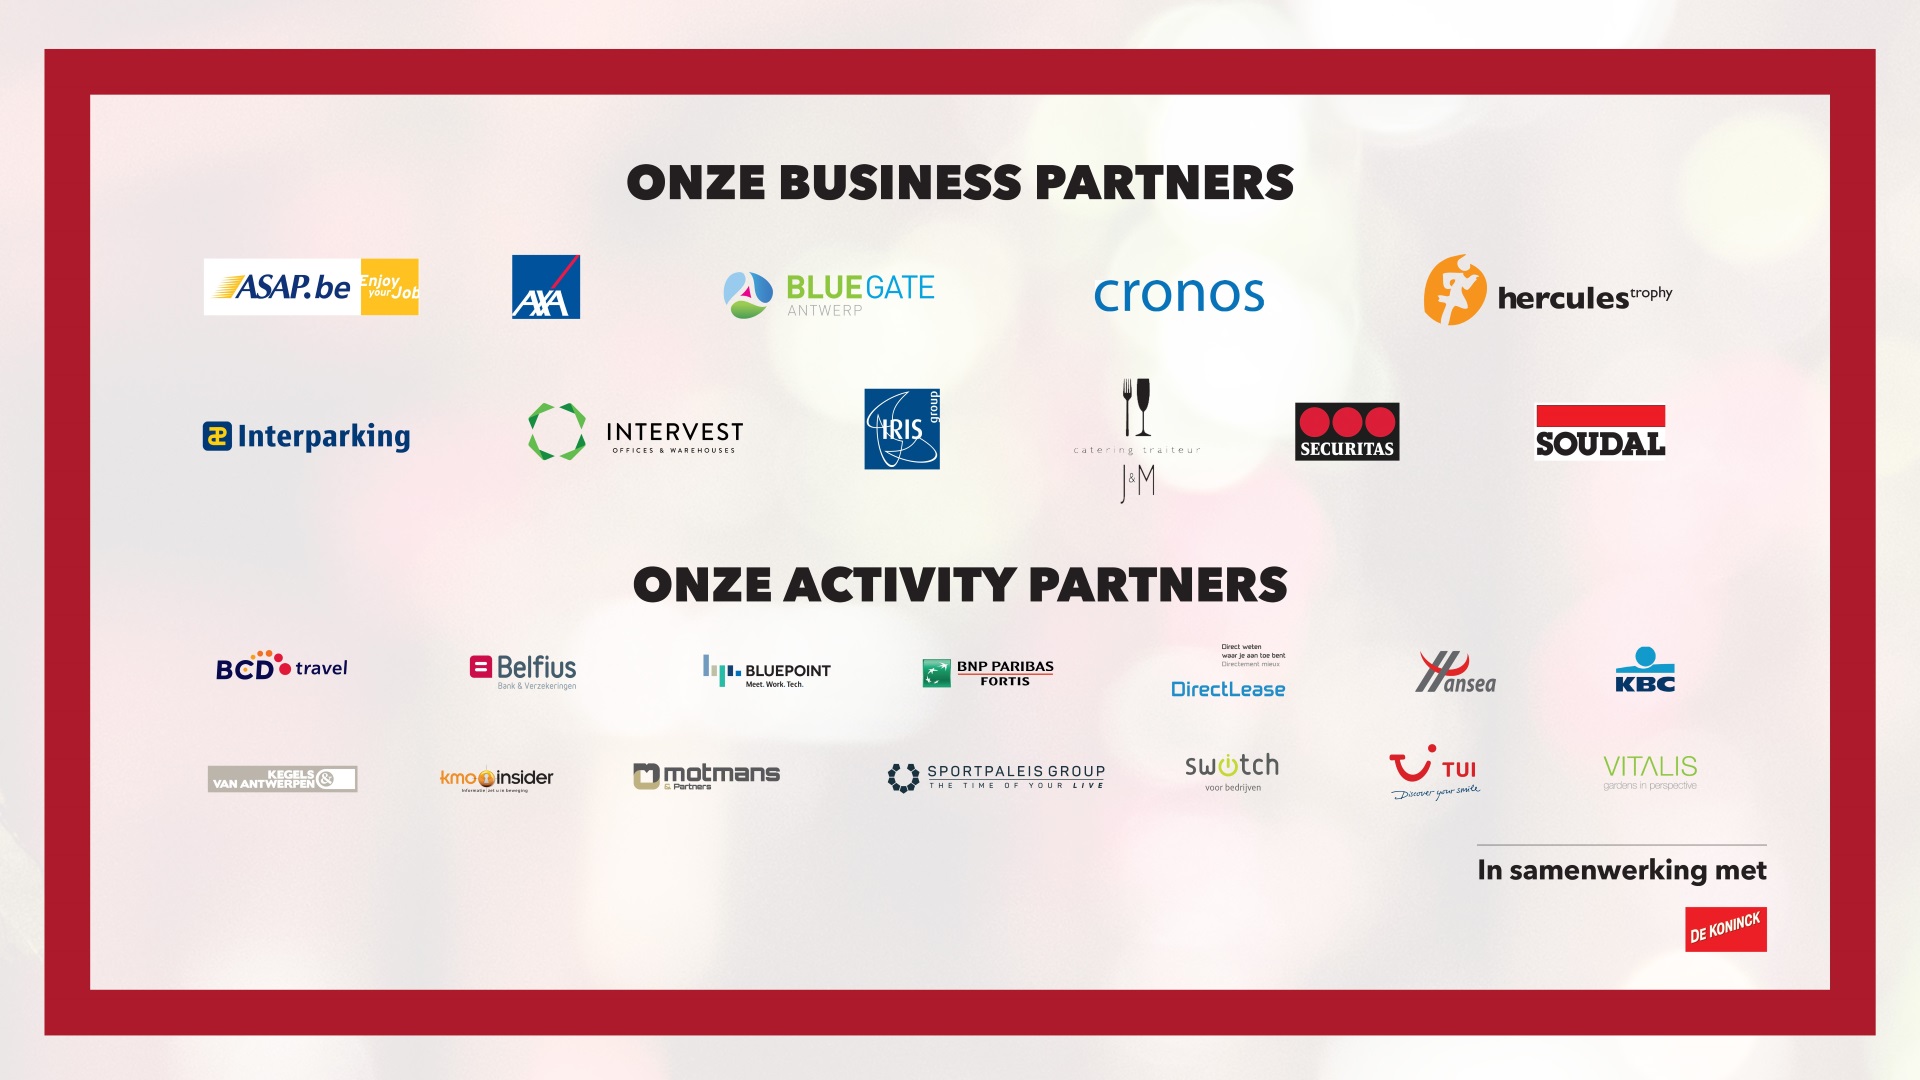 ONZE BUSINESS PARTNERS
ASAP.be Enjoy your Job
AXA
BLUEGATE
ANTWERP
cronos
hercules trophy
Interparking
INTERVEST
OFFICES & WAREHOUSES
IRIS group
catering traiteur
J&M
SECURITAS
SOUDAL
ONZE ACTIVITY PARTNERS
BCD travel
Belfius
Bank & Verzekeringen
BLUEPOINT
Meet. Work. Tech.
BNP PARIBAS
FORTIS
Direct weten
waar je aan toe bent
Directement mieux
DirectLease
Hansea
KBC
KEGELS &
VAN ANTWERPEN
kmo insider
motmans
& Partners
SPORTPALEIS GROUP
THE TIME OF YOUR LIVE
switch
voor bedrijven
TUI
Discover your smile
VITALIS
gardens in perspective
In samenwerking met
DE KONINCK